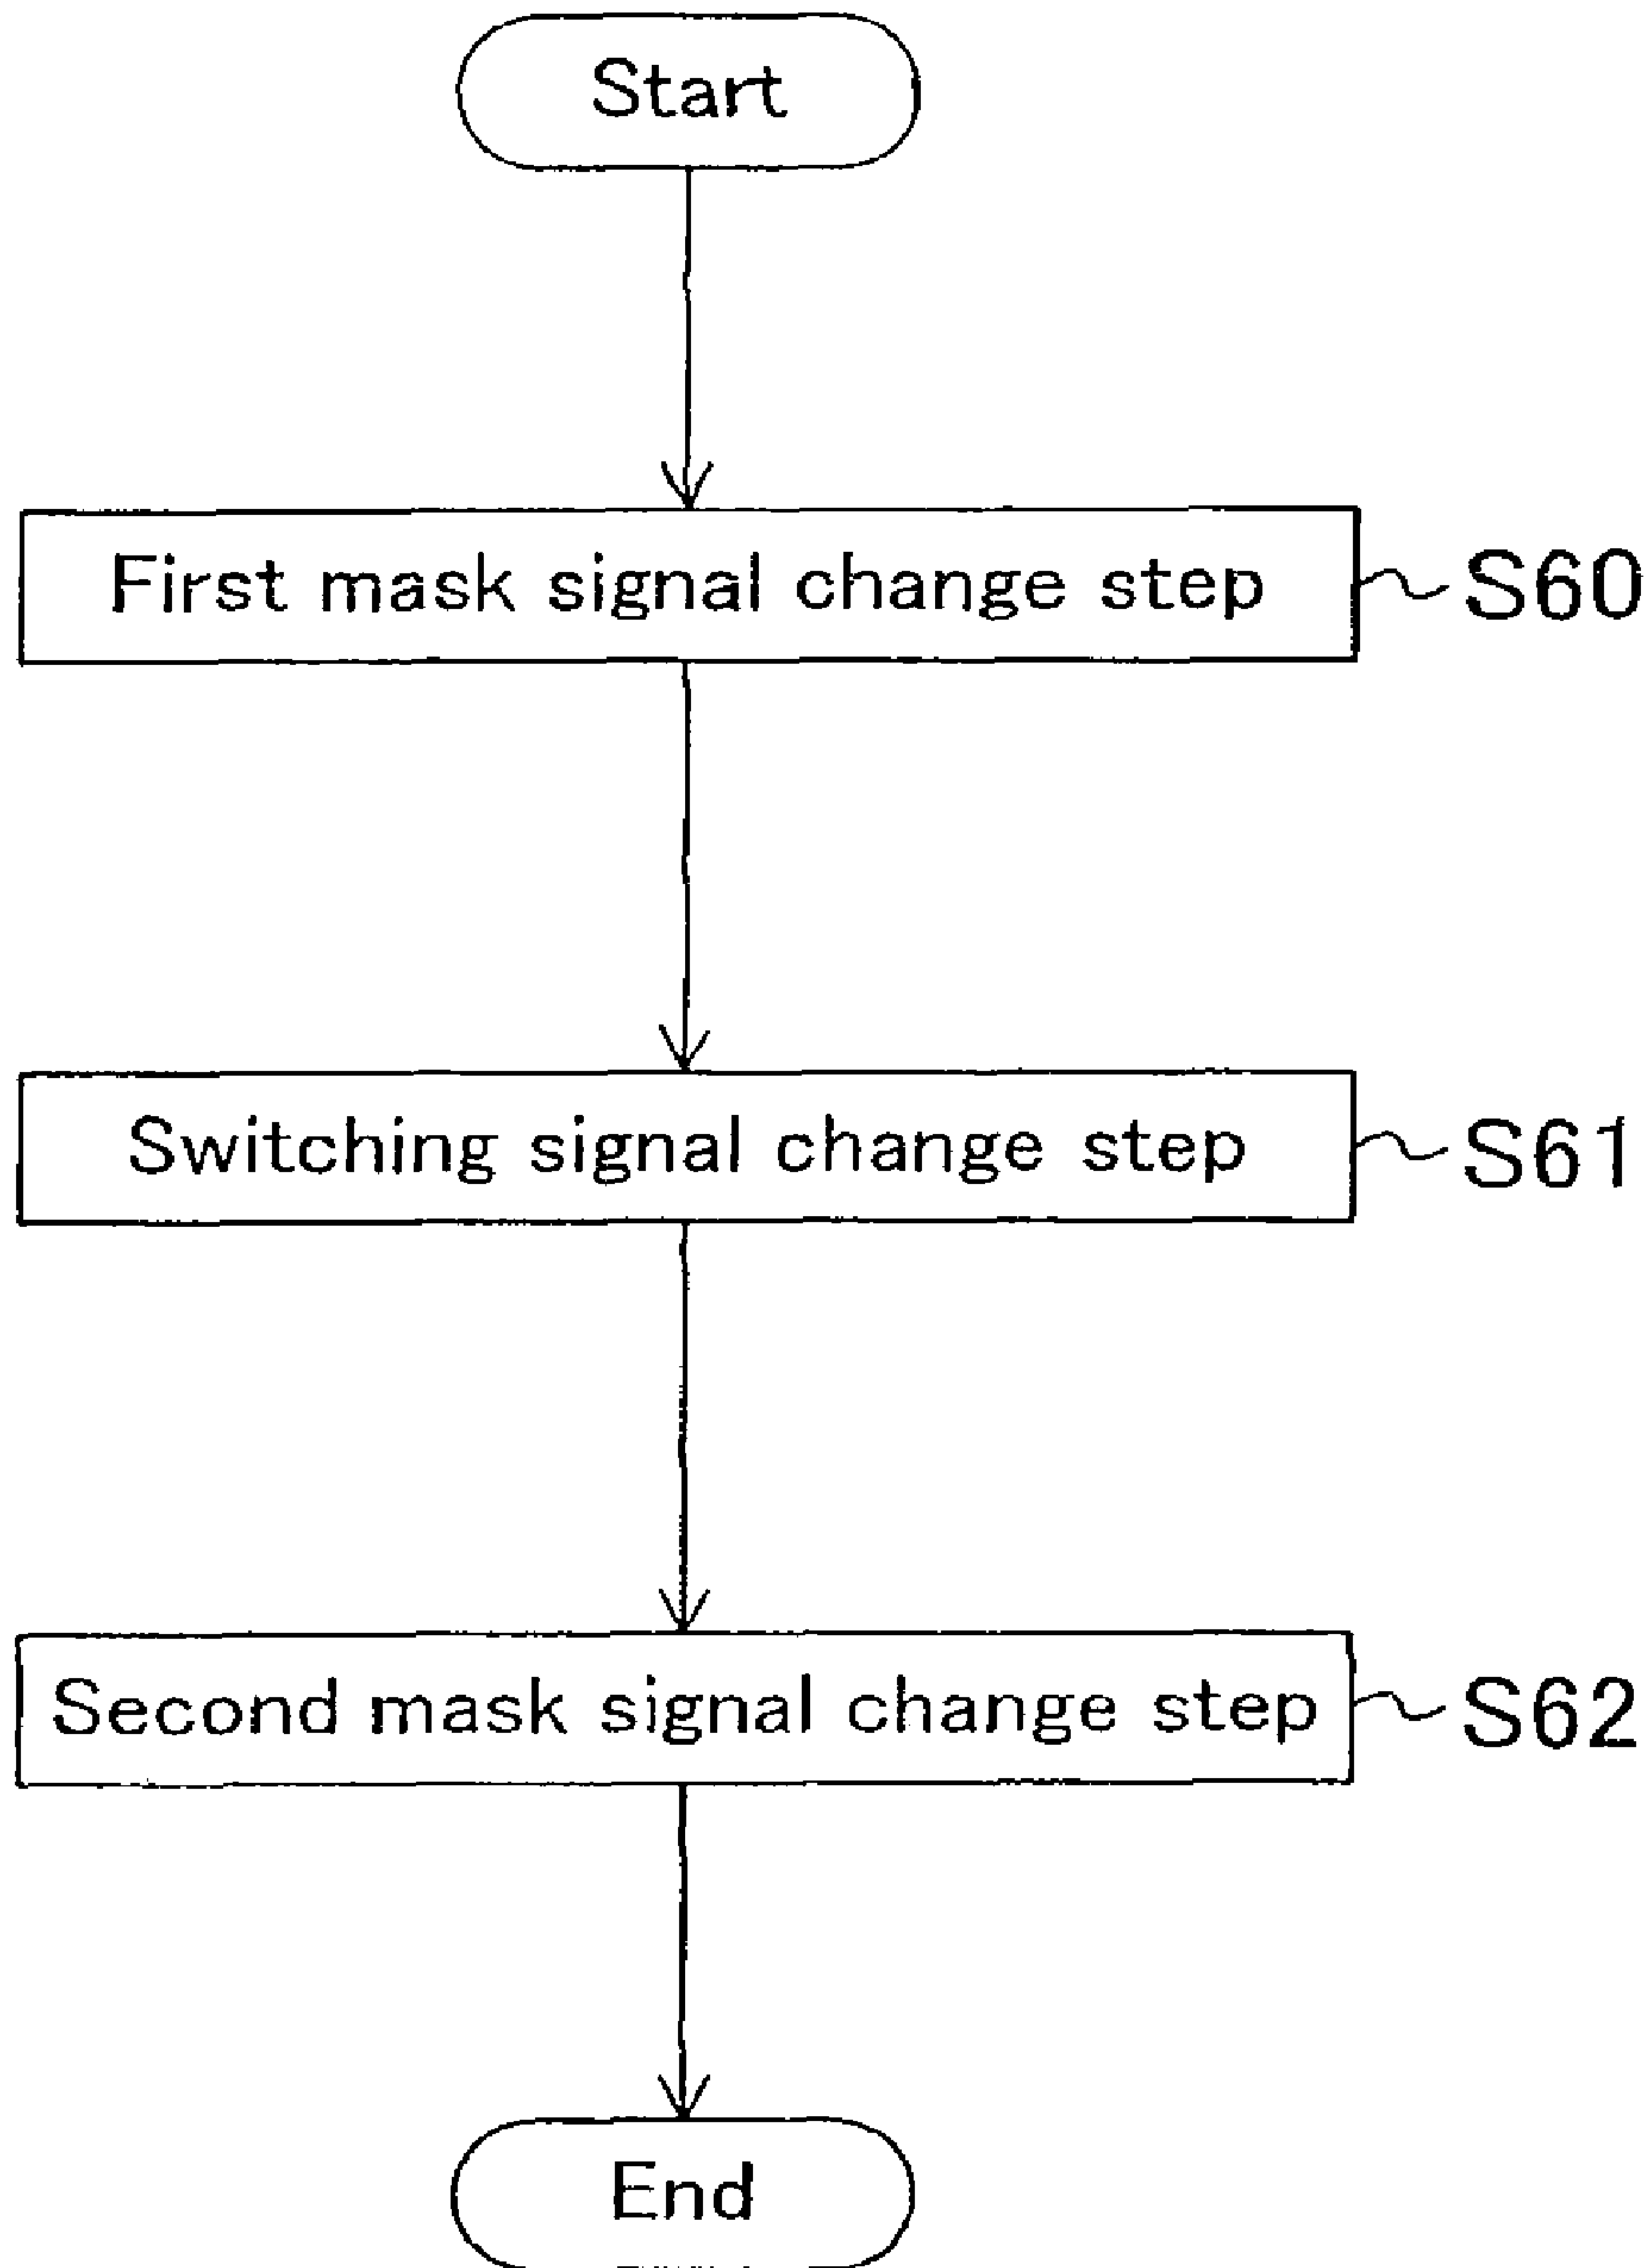 Start
First mask signal change step S60
Switching signal change step S61
Second mask signal change step S62
End